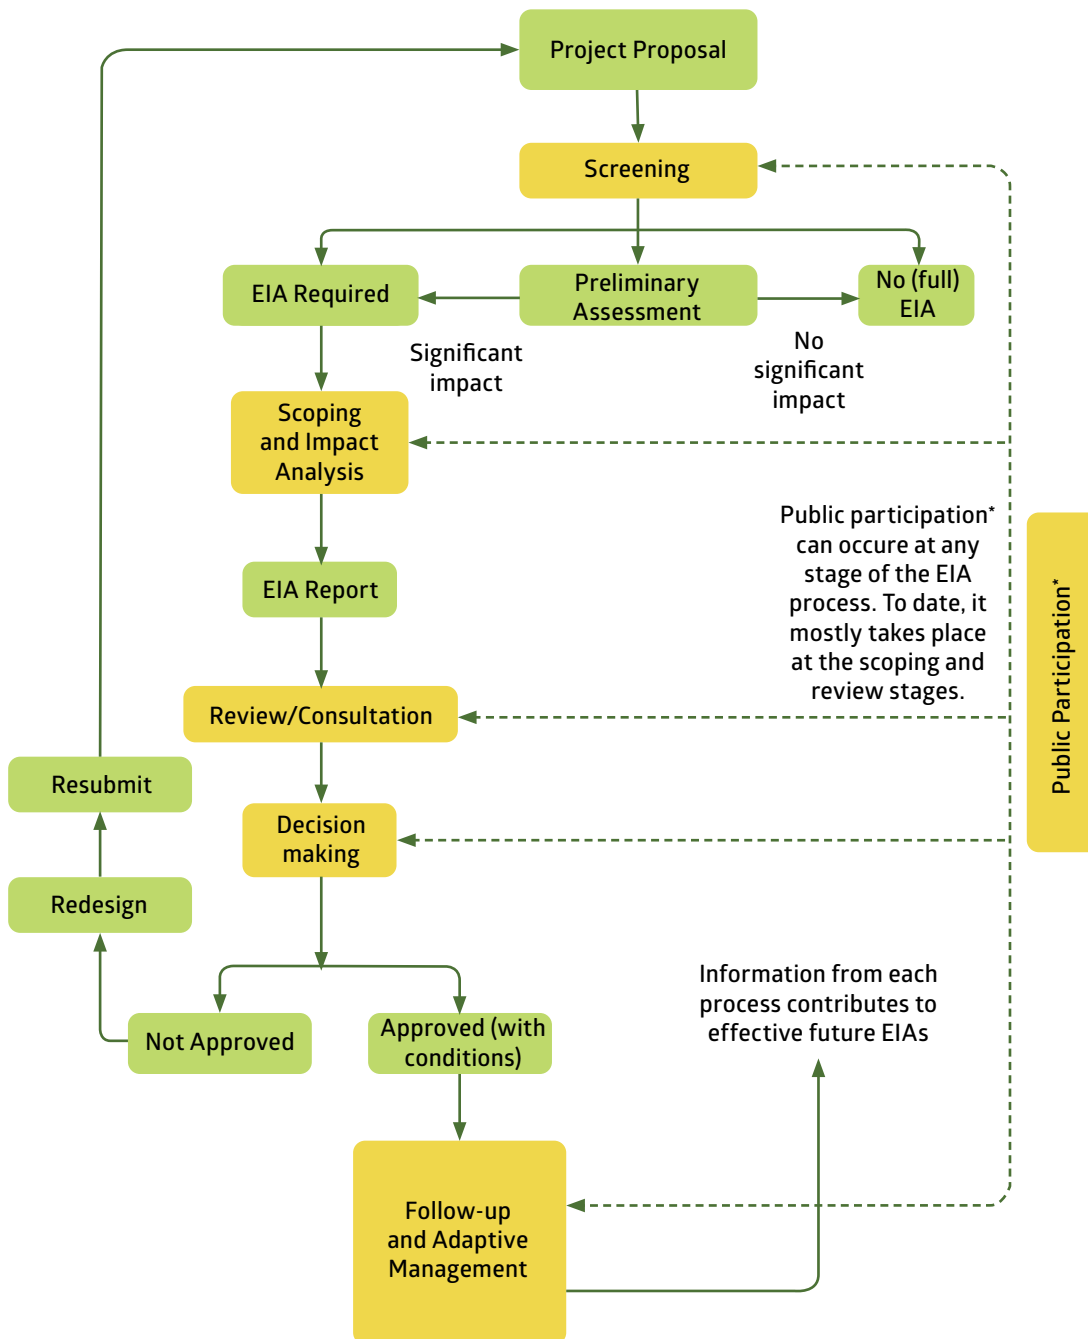 Project Proposal
Screening
EIA Required
Preliminary
Assessment
No (full)
EIA
Significant
impact
No
significant
impact
Scoping
and Impact
Analysis
Public participation*
can occure at any
stage of the EIA
process. To date, it
mostly takes place
at the scoping and
review stages.
Public Participation*
EIA Report
Review/Consultation
Resubmit
Decision
making
Redesign
Information from each
process contributes to
effective future EIAs
Not Approved
Approved (with
conditions)
Follow-up
and Adaptive
Management